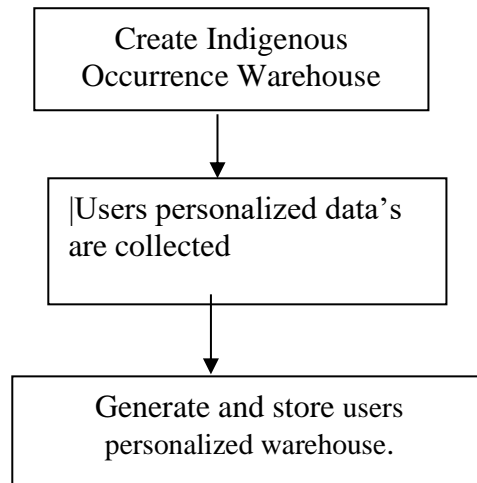 Create Indigenous
Occurrence Warehouse
|Users personalized data’s
are collected
Generate and store users
personalized warehouse.